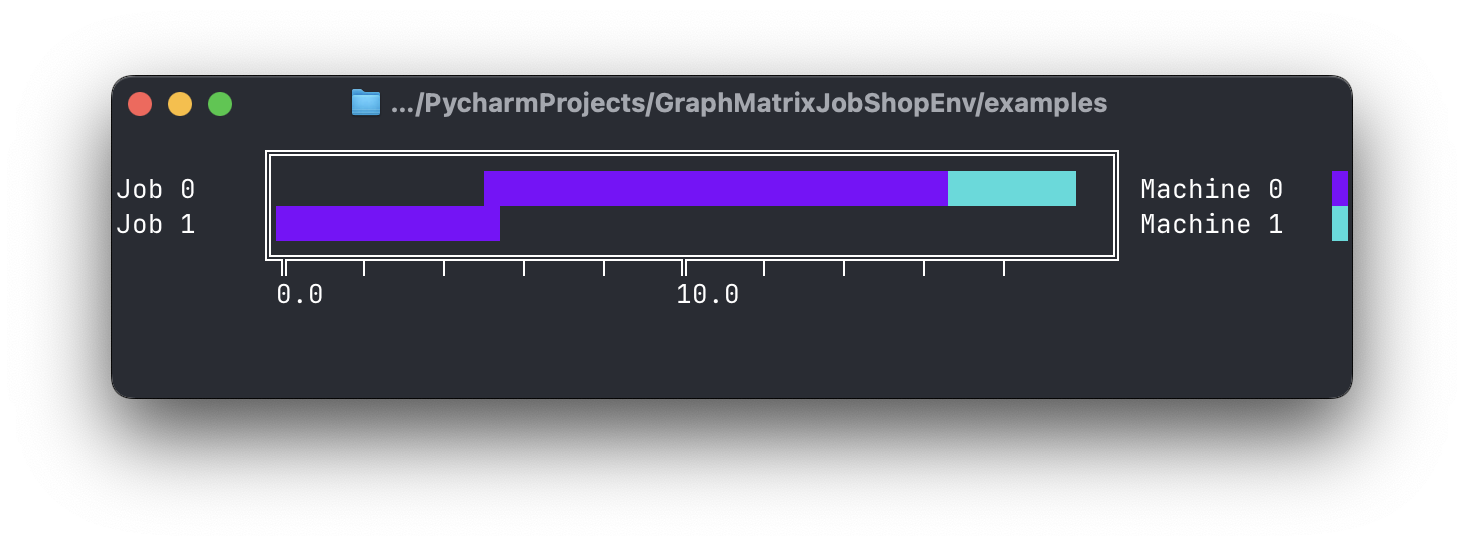 .../PycharmProjects/GraphMatrixJobShopEnv/examples
Job 0 Machine 0
Job 1 Machine 1
0.0 10.0